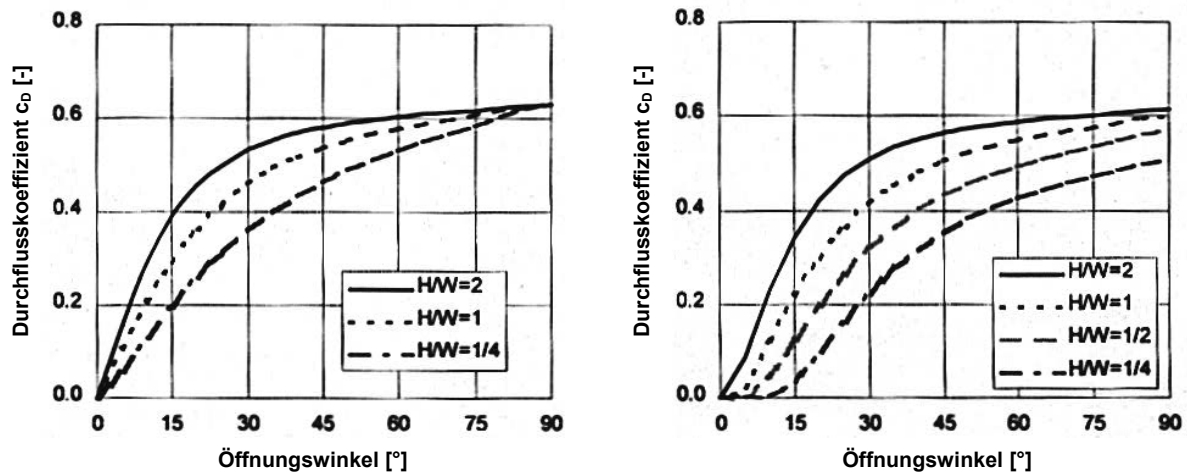 Durchflusskoeffizient c_D [-]
0.8
0.6
0.4
0.2
0.0
H/W=2
H/W=1
H/W=1/4
0 15 30 45 60 75 90
Öffnungswinkel [°]
Durchflusskoeffizient c_D [-]
0.8
0.6
0.4
0.2
0.0
H/W=2
H/W=1
H/W=1/2
H/W=1/4
0 15 30 45 60 75 90
Öffnungswinkel [°]